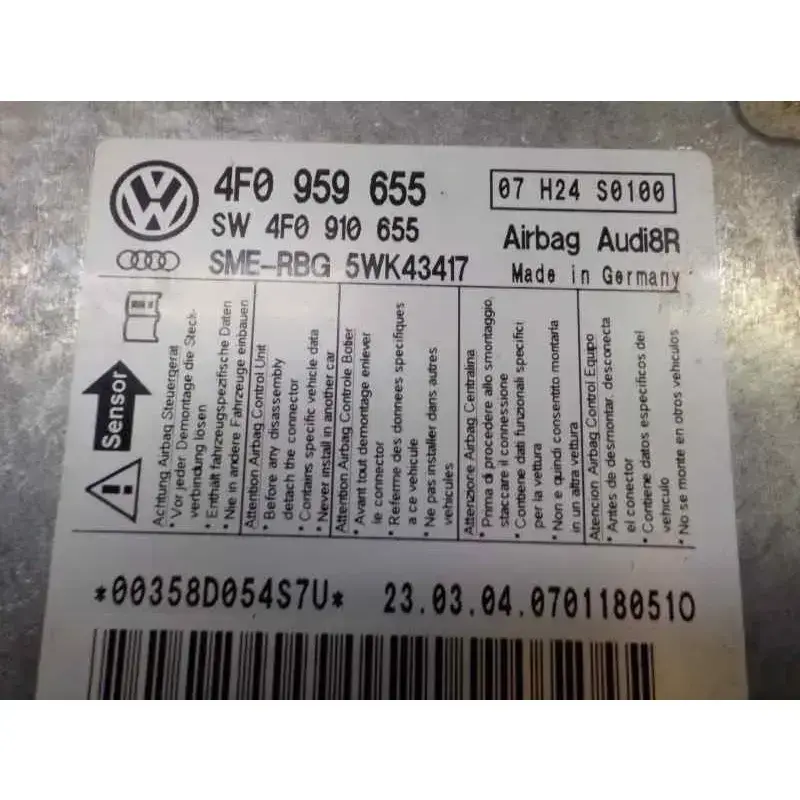 4F0 959 655
07 H24 S0100
SW 4F0 910 655
Airbag Audi8R
SME-RBG 5WK43417
Made in Germany
Sensor
Achtung Airbag Steuergerät
• Vor jeder Demontage die Steck-
verbindung lösen
• Enthält fahrzeugspezifische Daten
• Nie in andere Fahrzeuge einbauen
Attention Airbag Control Unit
• Before any disassembly
detach the connector
• Contains specific vehicle data
• Never install in another car
Attention Airbag Controle Botier
• Avant tout demontage enlever
le connector
• Referme des donnees specifiques
a ce vehicule
• Ne pas installer dans autres
vehicules
Attenzione Airbag Centralina
• Prima di procedere allo smontaggio,
staccare il connessione
• Contiene dati funzionali specifici
per la vettura
• Non e quindi consentito montarla
in un altra vettura
Atencion Airbag Control Equipo
• Antes de desmontar, desconecta
el conector
• Contiene datos especificos del
vehiculo
• No se monte en otros vehiculos
*00358D054S7U*
23.03.04.0701180510